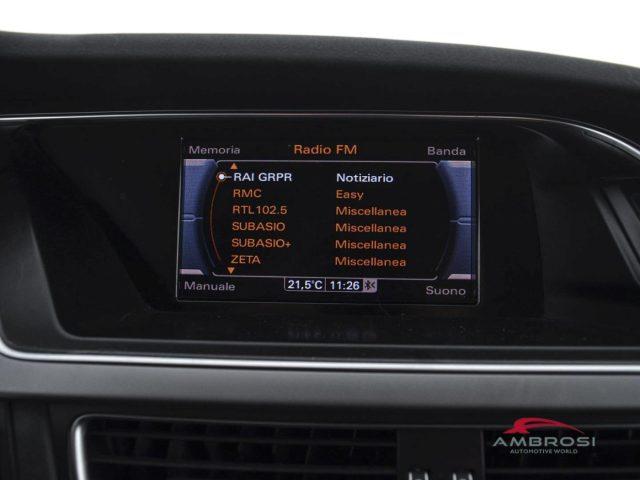 Memoria Radio FM Banda
RAI GRPR Notiziario
RMC Easy
RTL102.5 Miscellanea
SUBASIO Miscellanea
SUBASIO+ Miscellanea
ZETA Miscellanea
Manuale 21,5°C 11:26 Suono
AMBROSI
AUTOMOTIVE WORLD